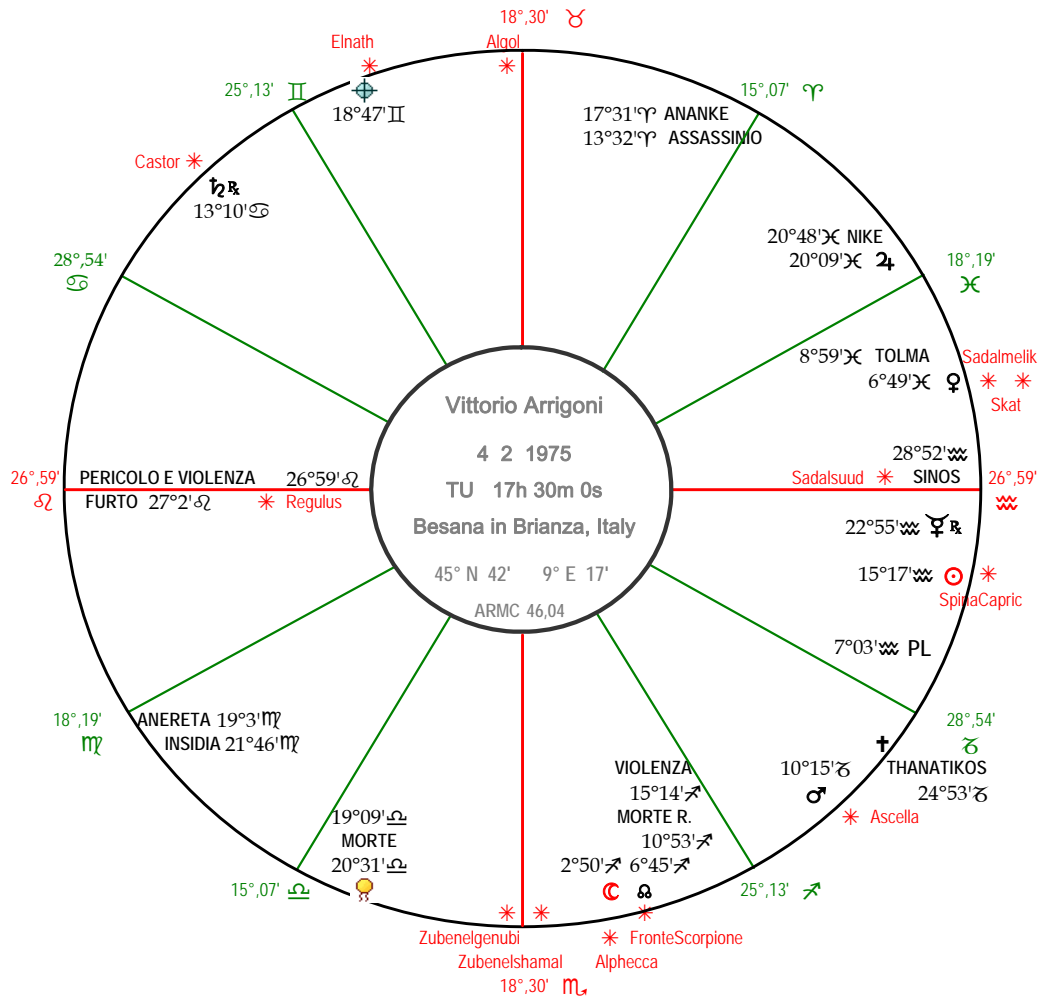 18°,30' ♉
Elnath
Algol
25°,13' ♊
18°47'♊
15°,07' ♈
17°31'♈ ANANKE
13°32'♈ ASSASSINIO
Castor
♄ ℞
13°10'♋
20°48'♓ NIKE
20°09'♓ ♃
18°,19'
♓
28°,54'
♋
8°59'♓ TOLMA
6°49'♓ ♀
Sadalmelik
Skat
Vittorio Arrigoni
4 2 1975
TU 17h 30m 0s
Besana in Brianza, Italy
45° N 42' 9° E 17'
ARMC 46,04
26°,59'
♌
PERICOLO E VIOLENZA 26°59'♌
FURTO 27°2'♌
Regulus
28°52'♒
Sadalsuud
SINOS
26°,59'
♒
22°55'♒ ☿ ℞
15°17'♒ ☉
SpinaCapric
7°03'♒ PL
18°,19'
♍
ANERETA 19°3'♍
INSIDIA 21°46'♍
28°,54'
♑
✝
10°15'♑
♂
THANATIKOS
24°53'♑
Ascella
VIOLENZA
15°14'♐
MORTE R.
10°53'♐
2°50'♐ 6°45'♐
☾ ☊
19°09'♎
MORTE
20°31'♎
15°,07' ♎
25°,13' ♐
Zubenelgenubi
FronteScorpione
Zubenelshamal
Alphecca
18°,30' ♏